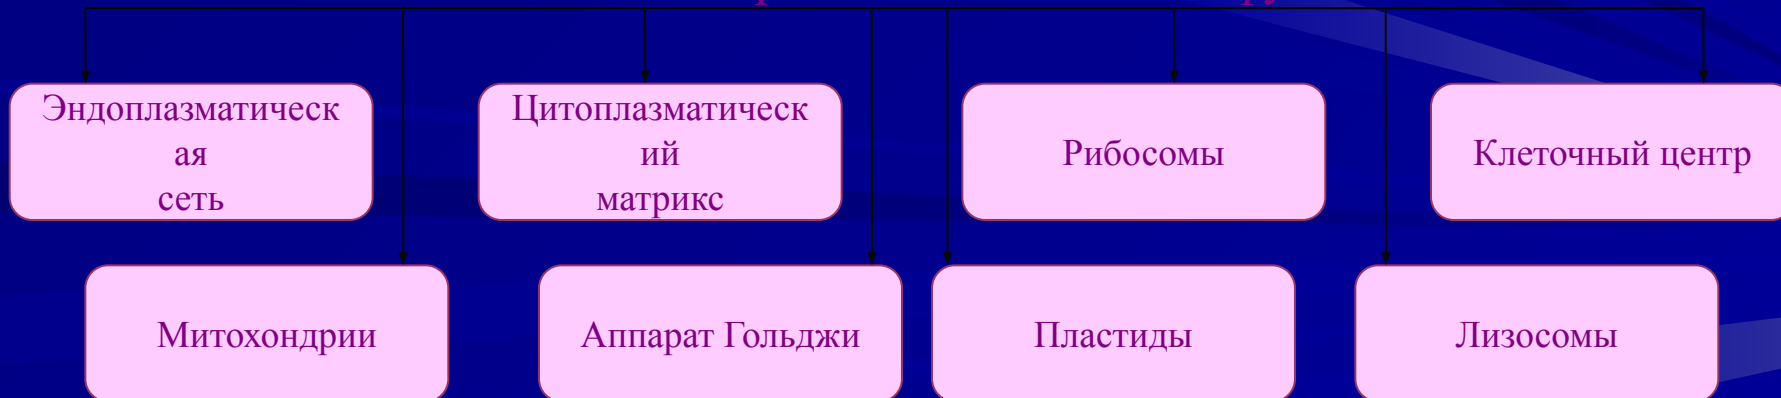 Эндоплазматическ
ая
сеть
Цитоплазматическ
ий
матрикс
Рибосомы
Клеточный центр
Митохондрии
Аппарат Гольджи
Пластиды
Лизосомы